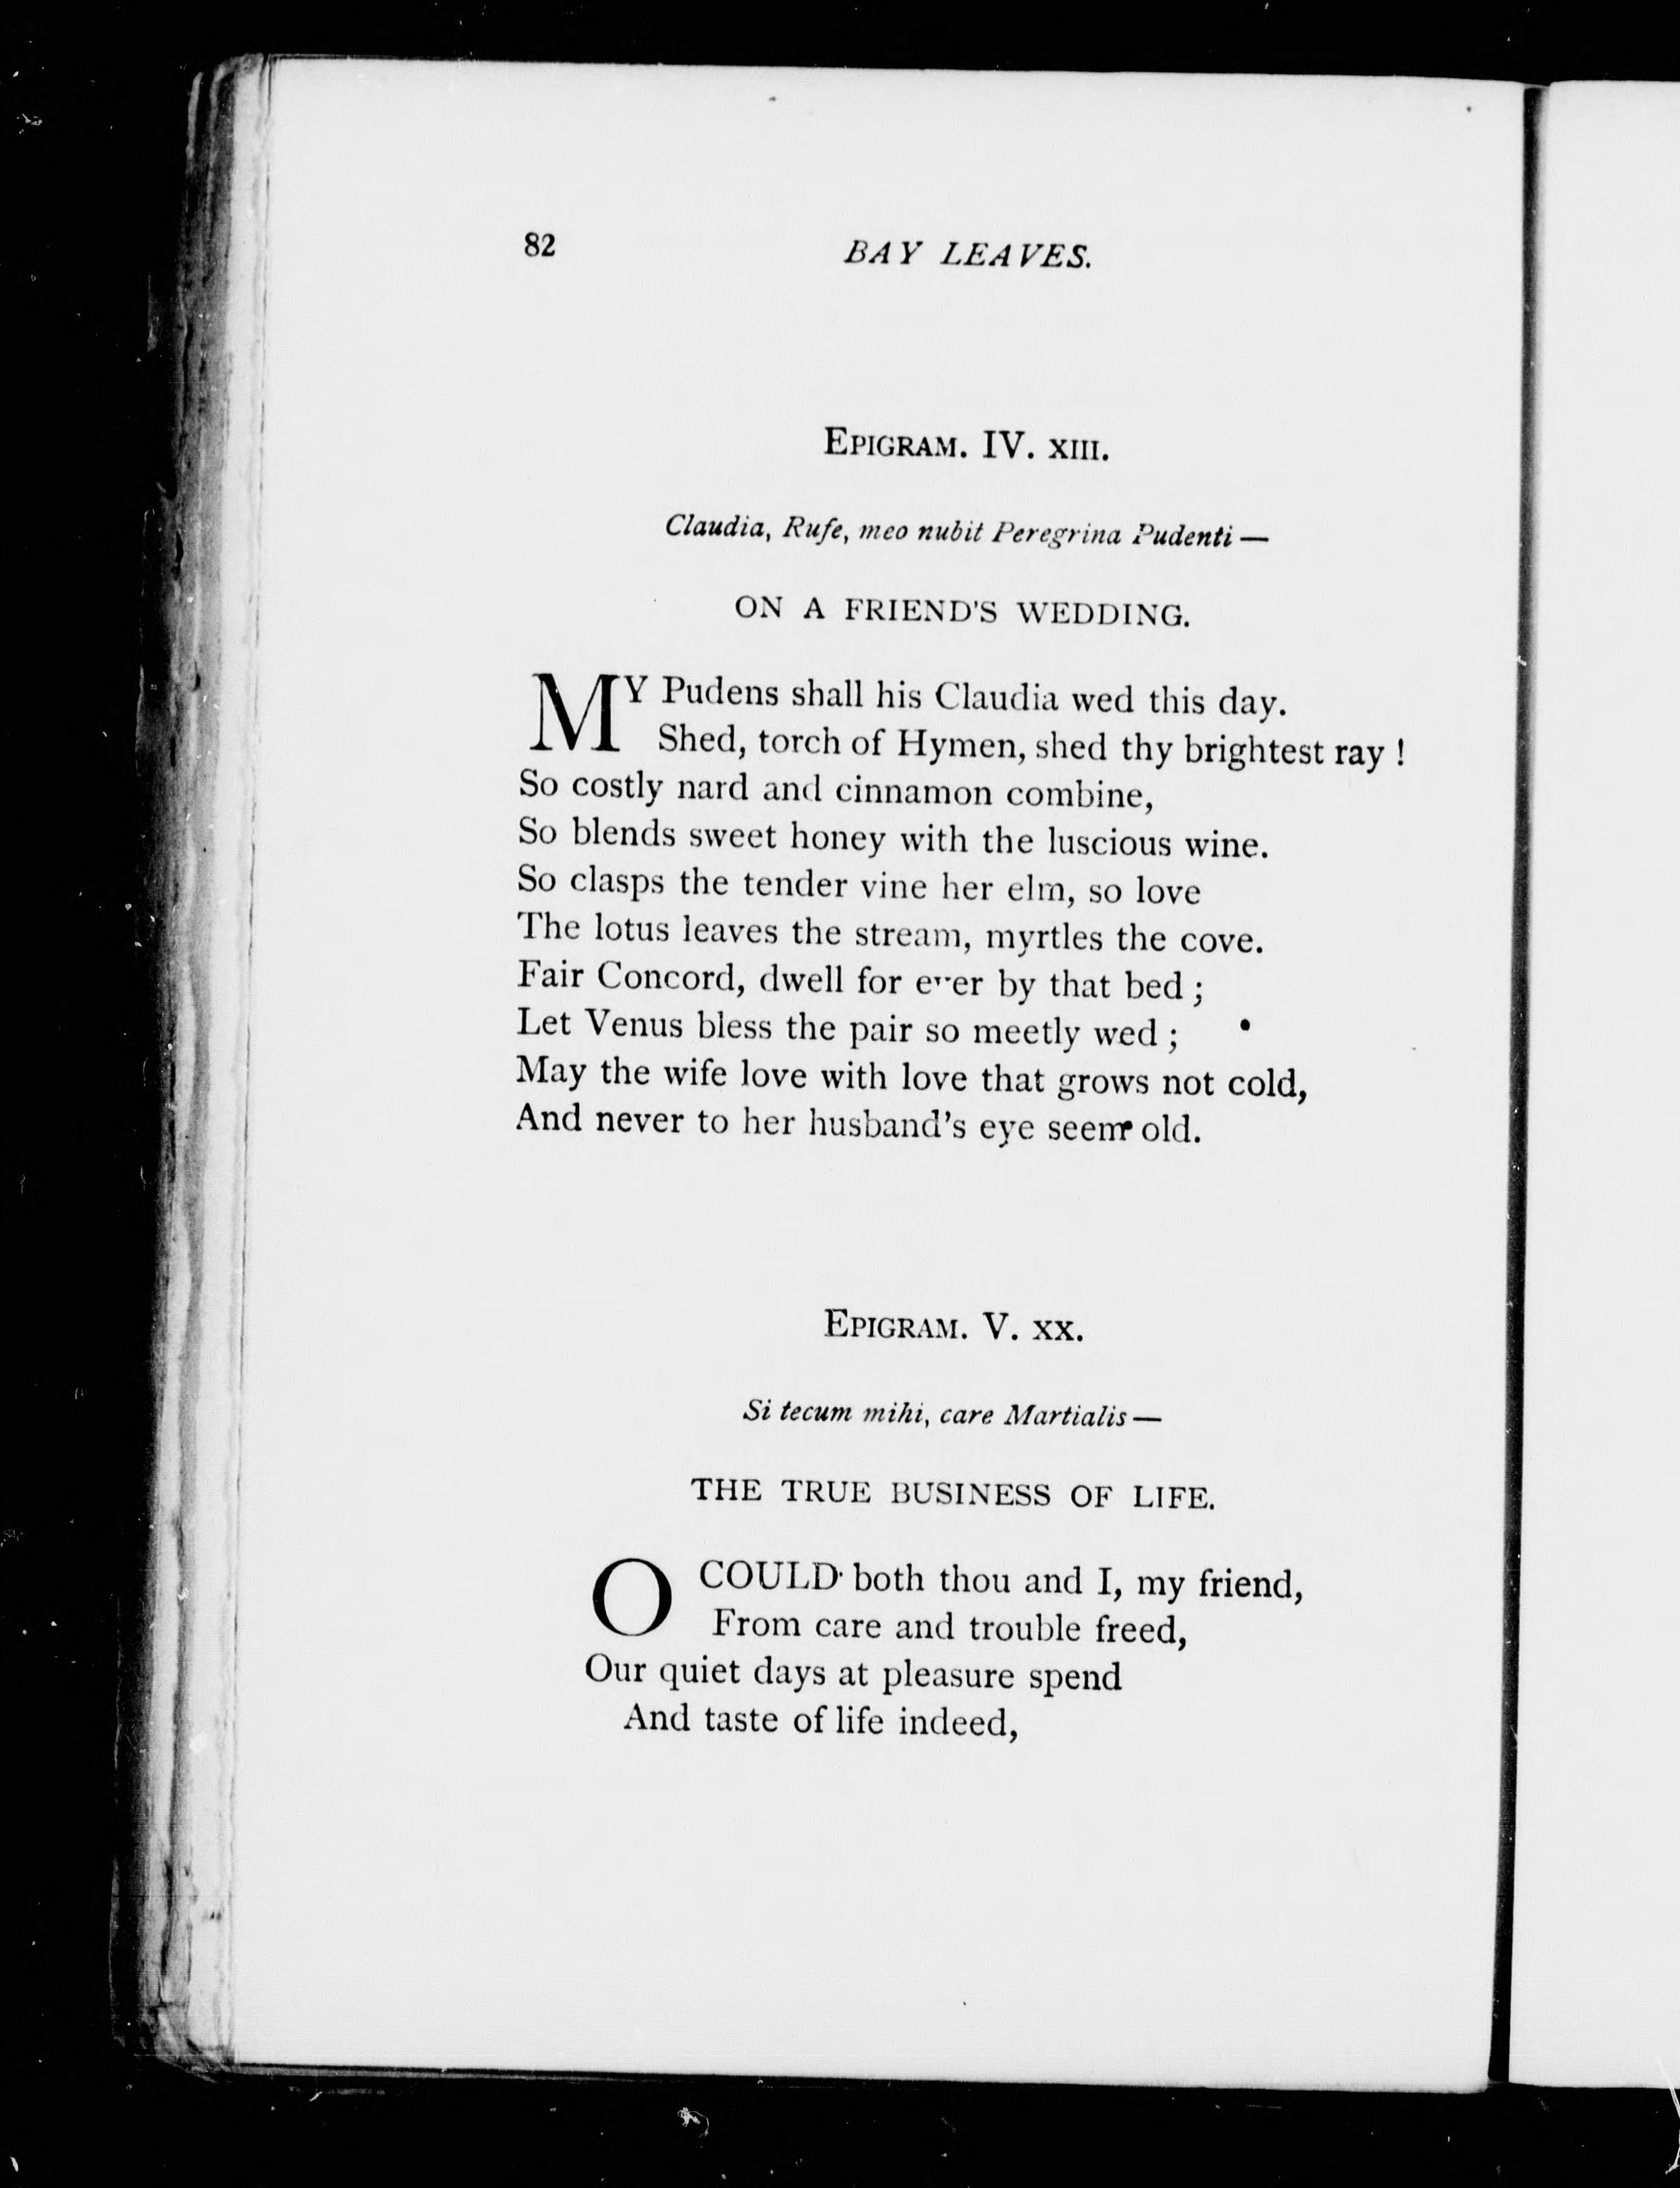 82
BAY LEAVES.
EPIGRAM. IV. XIII.
Claudia, Rufe, meo nubit Peregrina Pudenti—
ON A FRIEND'S WEDDING.
MY Pudens shall his Claudia wed this day.
Shed, torch of Hymen, shed thy brightest ray !
So costly nard and cinnamon combine,
So blends sweet honey with the luscious wine.
So clasps the tender vine her elm, so love
The lotus leaves the stream, myrtles the cove.
Fair Concord, dwell for ever by that bed ;
Let Venus bless the pair so meetly wed ;
May the wife love with love that grows not cold,
And never to her husband's eye seem old.
EPIGRAM. V. XX.
Si tecum mihi, care Martialis—
THE TRUE BUSINESS OF LIFE.
O COULD both thou and I, my friend,
From care and trouble freed,
Our quiet days at pleasure spend
And taste of life indeed,